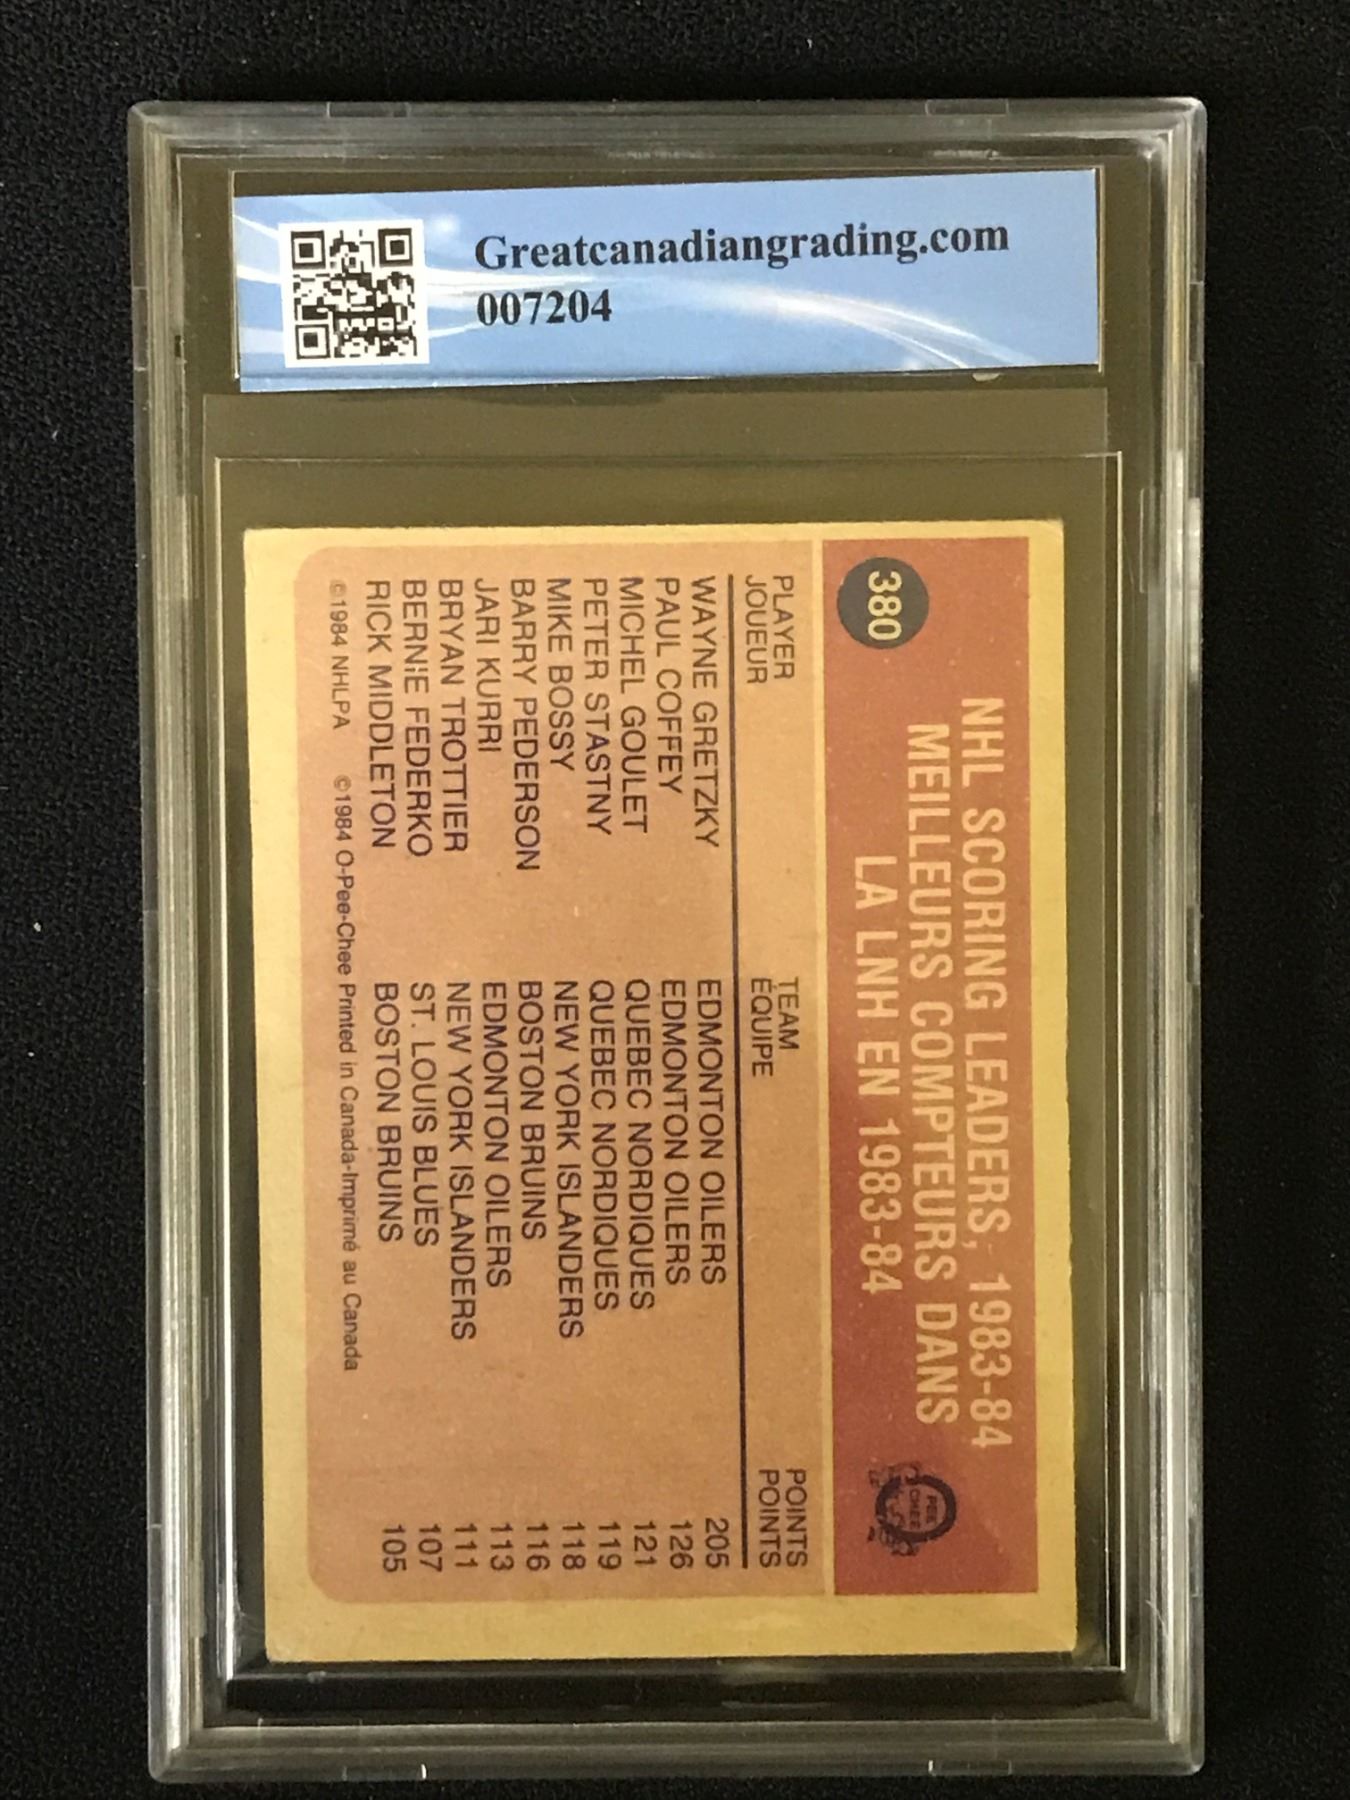 Greatcanadiangrading.com
007204
380
NHL SCORING LEADERS, 1983-84
MEILLEURS COMPTEURS DANS
LA LNH EN 1983-84
PEE
CHEE
PLAYER TEAM POINTS
JOUEUR ÉQUIPE POINTS
WAYNE GRETZKY EDMONTON OILERS 205
PAUL COFFEY EDMONTON OILERS 126
MICHEL GOULET QUEBEC NORDIQUES 121
PETER STASTNY QUEBEC NORDIQUES 119
MIKE BOSSY NEW YORK ISLANDERS 118
BARRY PEDERSON BOSTON BRUINS 116
JARI KURRI EDMONTON OILERS 113
BRYAN TROTTIER NEW YORK ISLANDERS 111
BERNIE FEDERKO ST. LOUIS BLUES 107
RICK MIDDLETON BOSTON BRUINS 105
©1984 NHLPA ©1984 O-Pee-Chee Printed in Canada-Imprimé au Canada